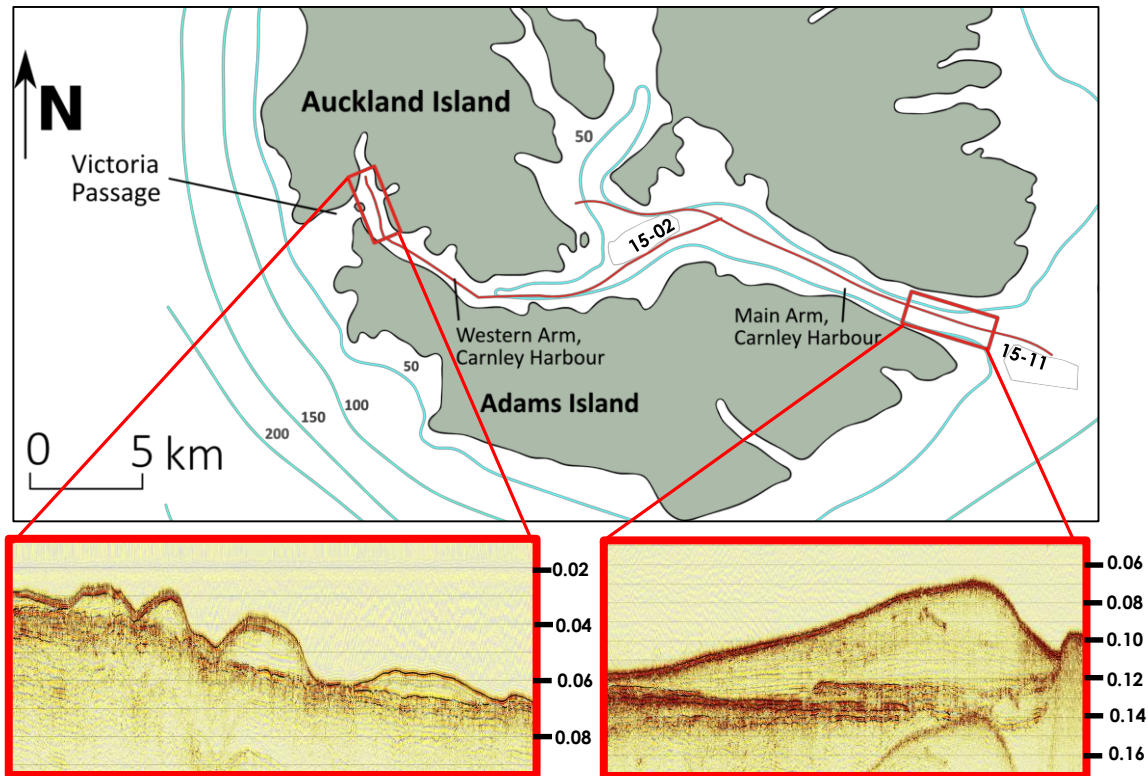 N
Auckland Island
50
Victoria
Passage
15-02
Western Arm,
Carnley Harbour
Main Arm,
Carnley Harbour
15-11
50
Adams Island
100
150
200
0
5 km
0.02
0.04
0.06
0.08
0.06
0.08
0.10
0.12
0.14
0.16